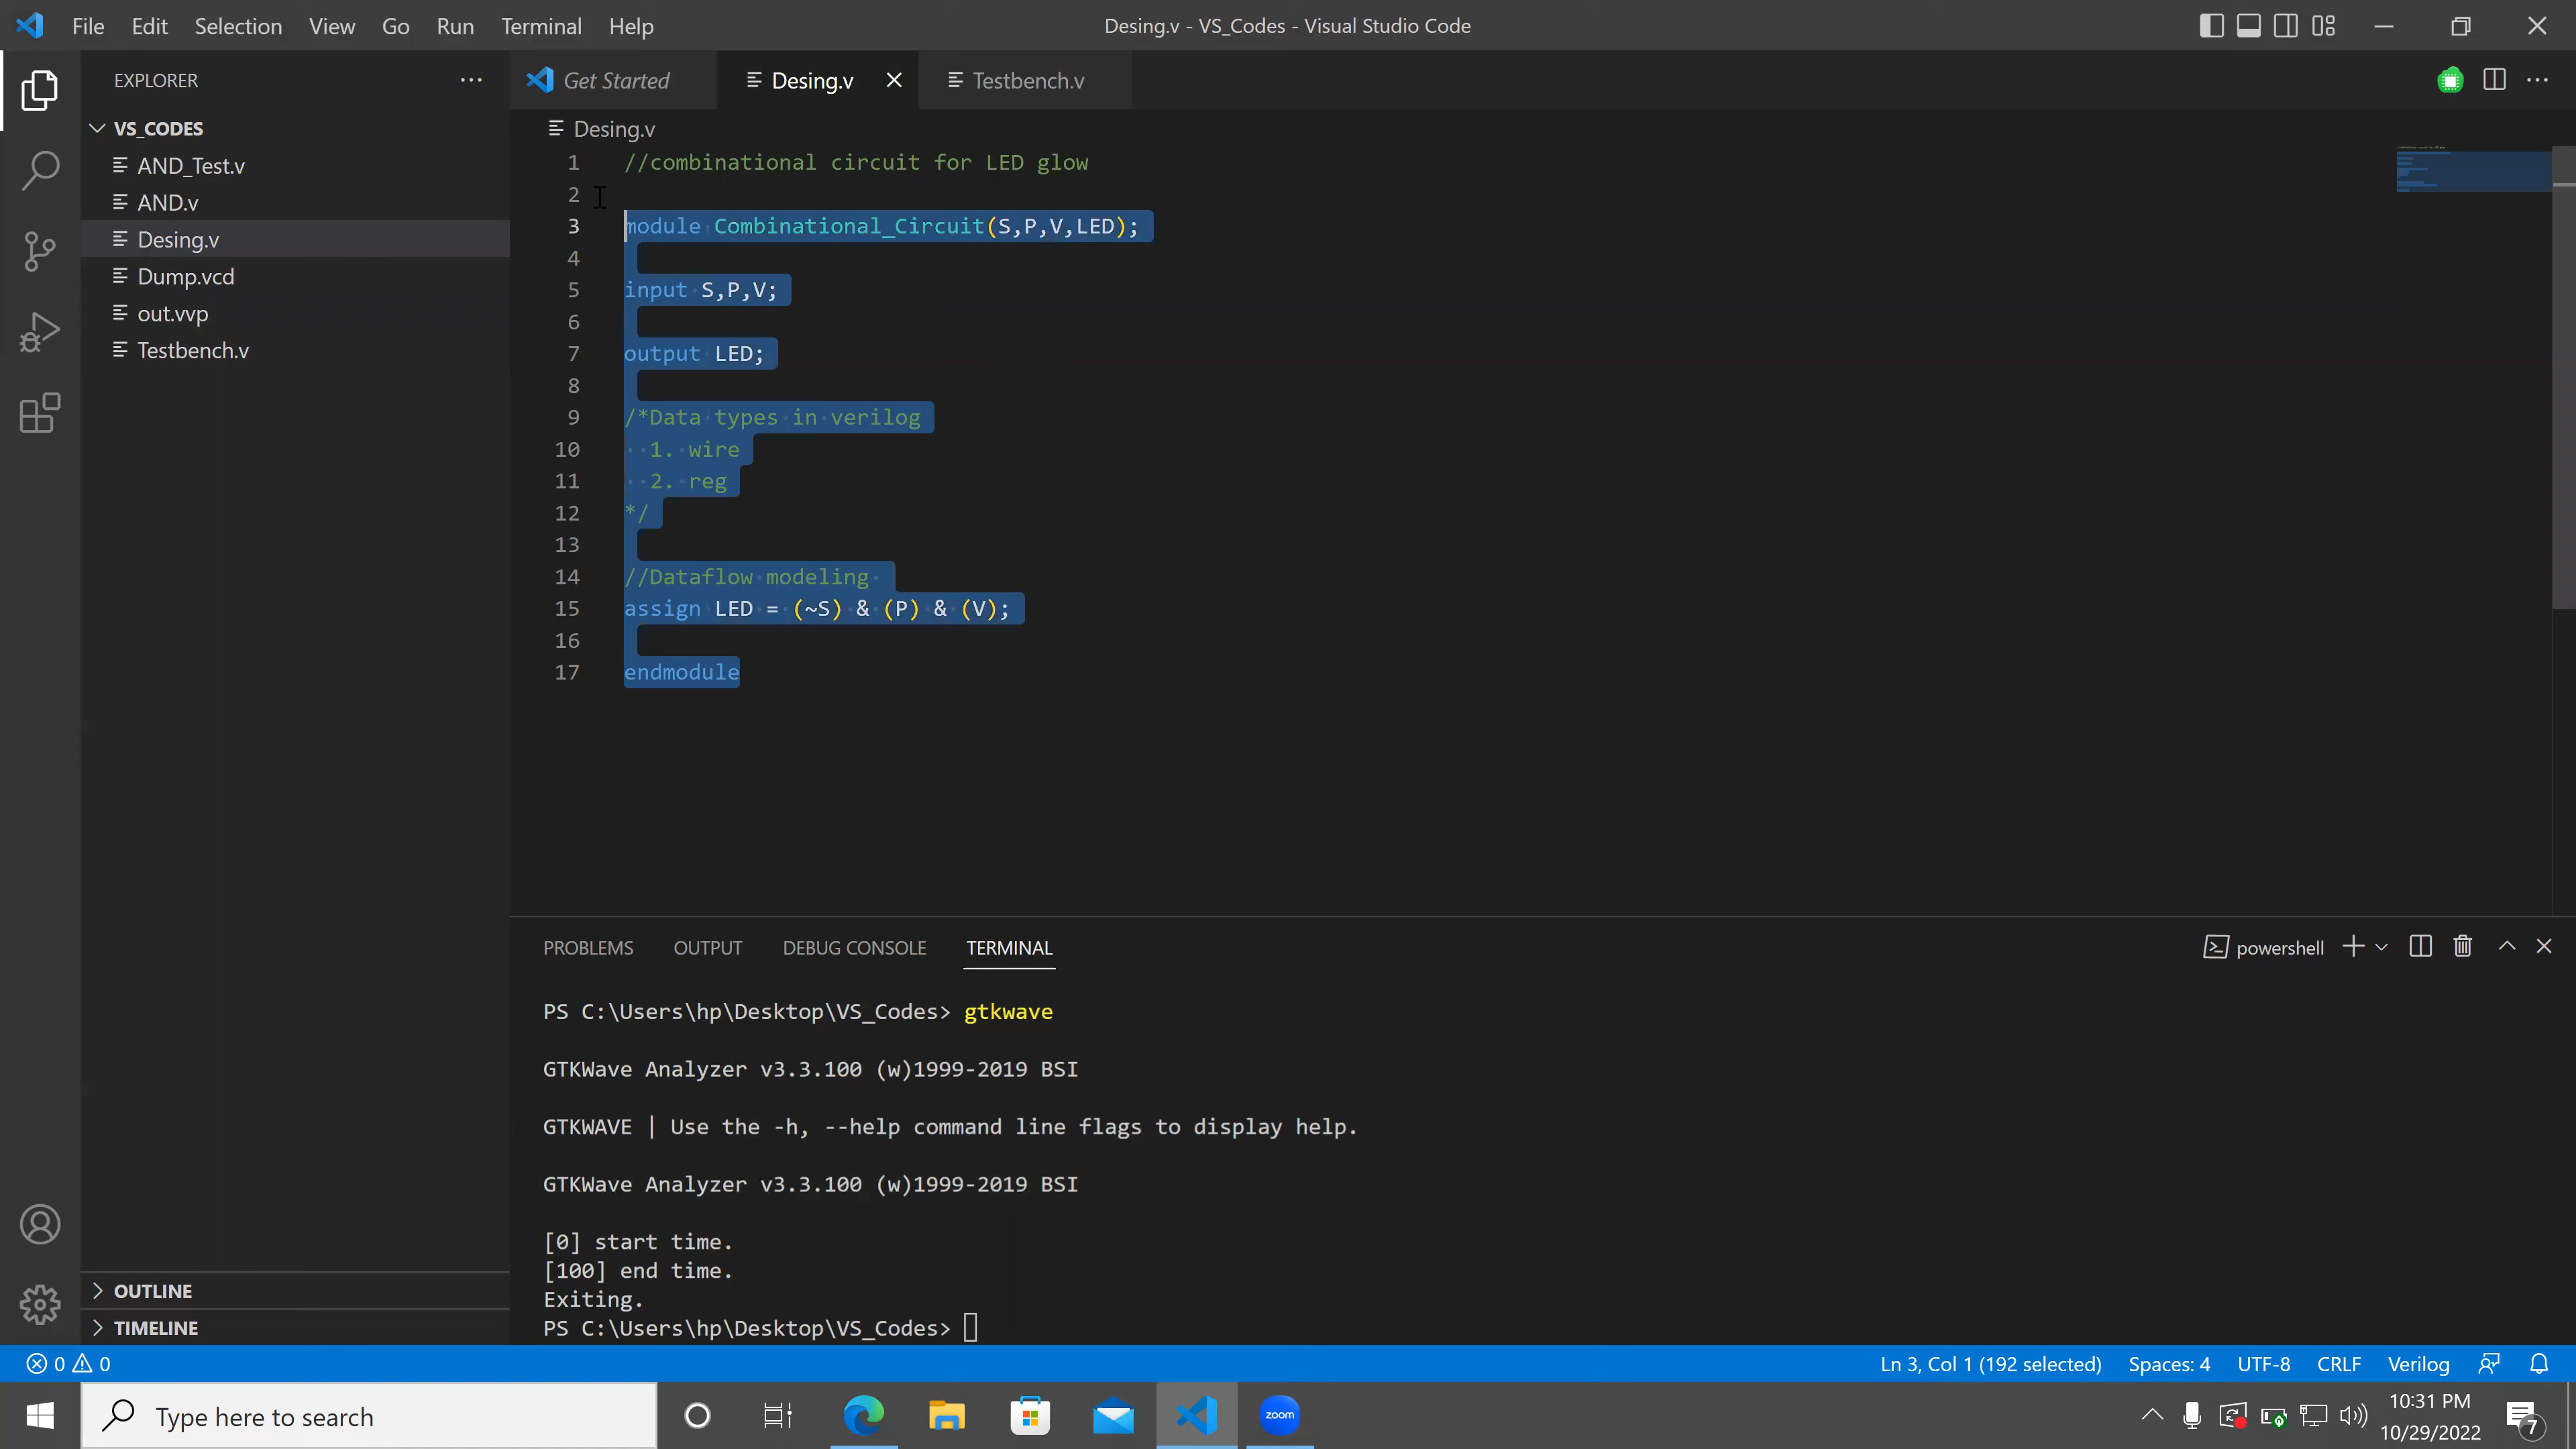 File Edit Selection View Go Run Terminal Help
Desing.v - VS_Codes - Visual Studio Code
EXPLORER
VS_CODES
AND_Test.v
AND.v
Desing.v
Dump.vcd
out.vvp
Testbench.v
OUTLINE
TIMELINE
Get Started
Desing.v
Testbench.v
Desing.v
1 //combinational circuit for LED glow
2
3 module Combinational_Circuit(S,P,V,LED);
4
5 input S,P,V;
6
7 output LED;
8
9 /*Data types in verilog
10 1. wire
11 2. reg
12 */
13
14 //Dataflow modeling
15 assign LED = (~S) & (P) & (V);
16
17 endmodule
PROBLEMS OUTPUT DEBUG CONSOLE TERMINAL
powershell
PS C:\Users\hp\Desktop\VS_Codes> gtkwave
GTKWave Analyzer v3.3.100 (w)1999-2019 BSI
GTKWAVE | Use the -h, --help command line flags to display help.
GTKWave Analyzer v3.3.100 (w)1999-2019 BSI
[0] start time.
[100] end time.
Exiting.
PS C:\Users\hp\Desktop\VS_Codes>
0 0
Ln 3, Col 1 (192 selected) Spaces: 4 UTF-8 CRLF Verilog
Type here to search
zoom
10:31 PM
10/29/2022
7